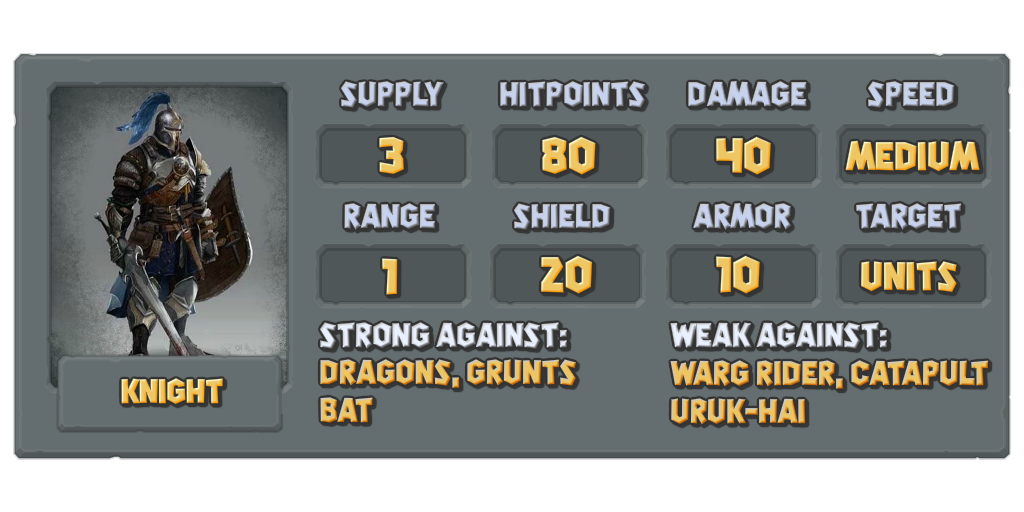 SUPPLY HITPOINTS DAMAGE SPEED
3 80 40 MEDIUM
RANGE SHIELD ARMOR TARGET
1 20 10 UNITS
STRONG AGAINST:
DRAGONS, GRUNTS
BAT
WEAK AGAINST:
WARG RIDER, CATAPULT
URUK-HAI
KNIGHT